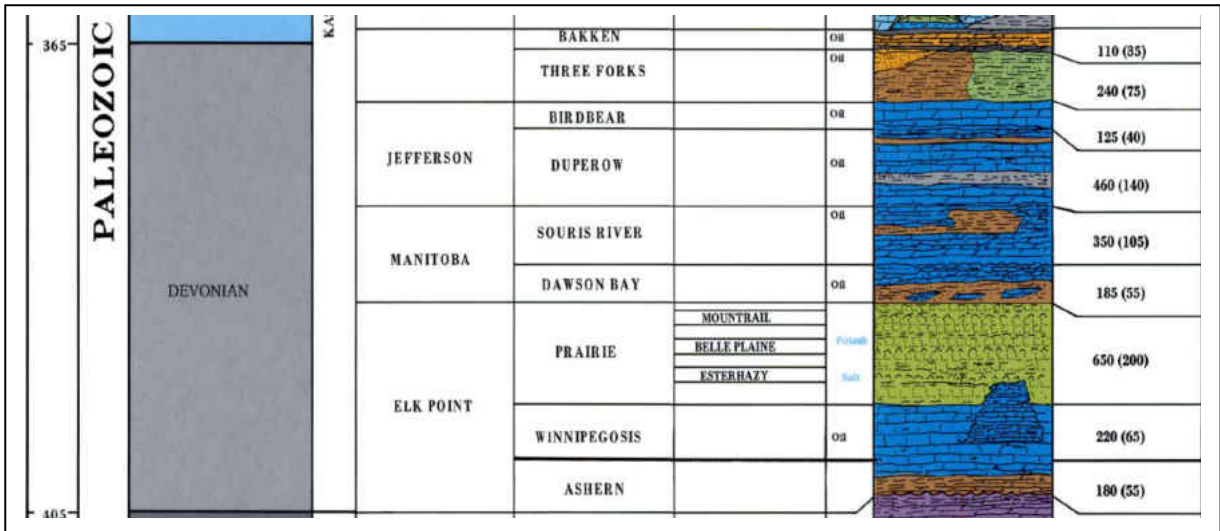 365
PALEOZOIC
DEVONIAN
405
JEFFERSON
MANITOBA
ELK POINT
BAKKEN
THREE FORKS
BIRDBEAR
DUPEROW
SOURIS RIVER
DAWSON BAY
PRAIRIE
WINNIPEGOSIS
ASHERN
MOUNTRAIL
BELLE PLAINE
ESTERHAZY
Oil
Oil
Oil
Oil
Oil
Oil
Potash
Salt
Oil
110 (35)
240 (75)
125 (40)
460 (140)
350 (105)
185 (55)
650 (200)
220 (65)
180 (55)